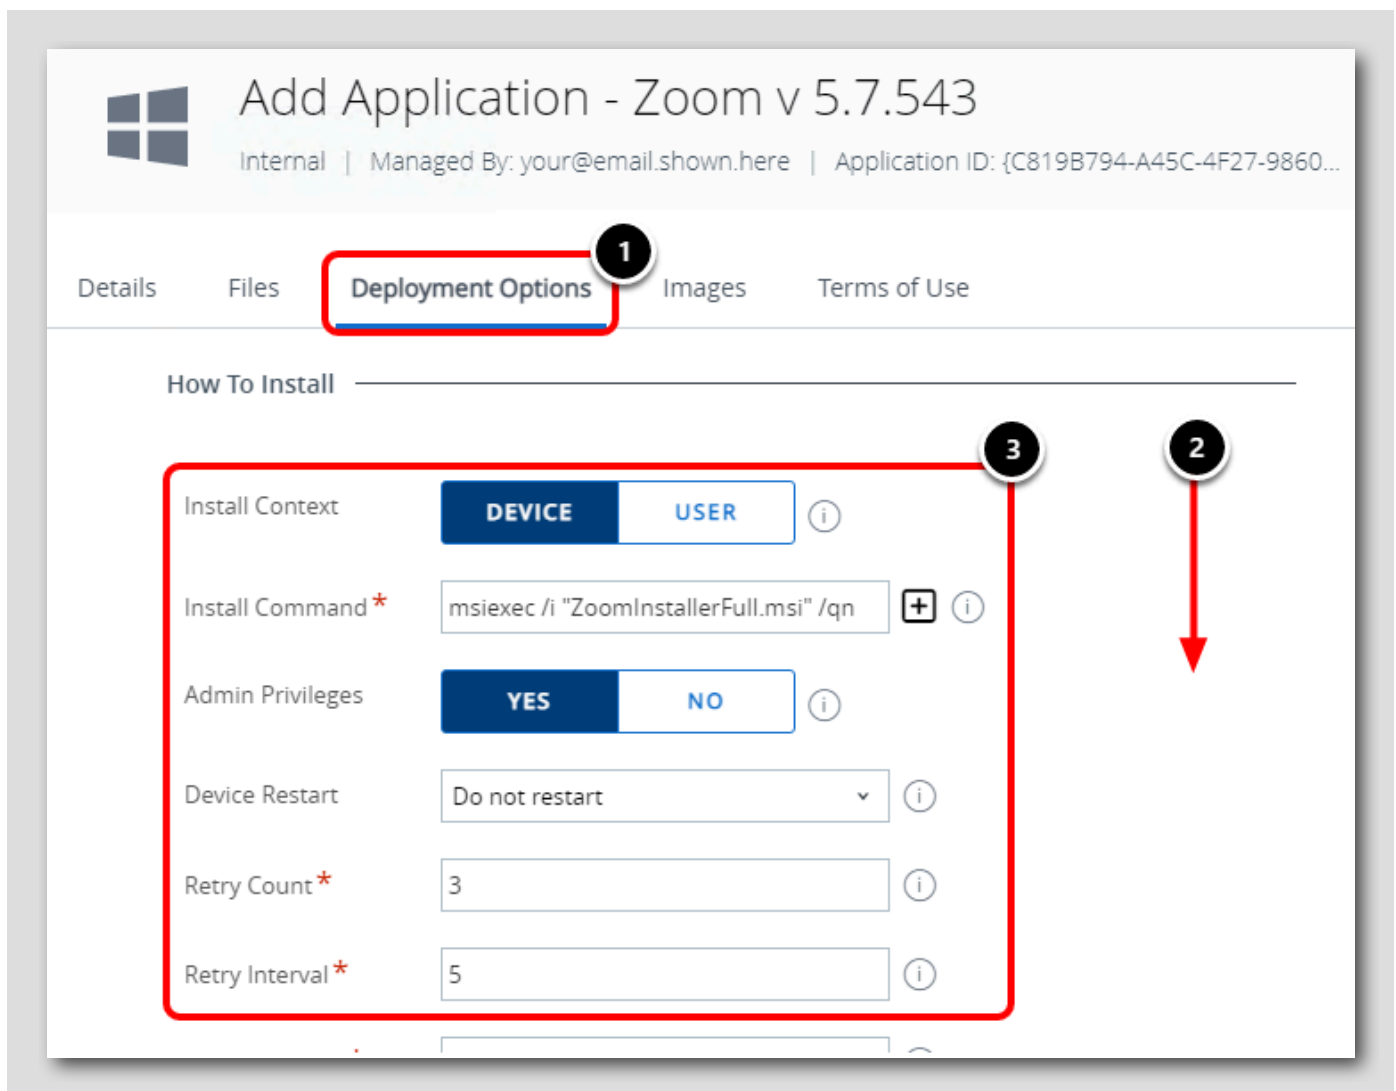 Add Application - Zoom v 5.7.543
Internal | Managed By: your@email.shown.here | Application ID: {C819B794-A45C-4F27-9860...
1
Details Files Deployment Options Images Terms of Use
How To Install
3 2
Install Context DEVICE USER i
Install Command * msiexec /i "ZoomInstallerFull.msi" /qn + i
Admin Privileges YES NO i
Device Restart Do not restart i
Retry Count * 3 i
Retry Interval * 5 i